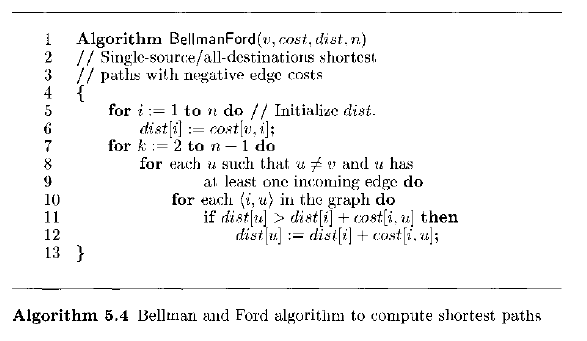 1 Algorithm BellmanFord(v, cost, dist, n)
2 // Single-source/all-destinations shortest
3 // paths with negative edge costs
4 {
5 for i := 1 to n do // Initialize dist.
6 dist[i] := cost[v, i];
7 for k := 2 to n − 1 do
8 for each u such that u ≠ v and u has
9 at least one incoming edge do
10 for each ⟨i, u⟩ in the graph do
11 if dist[u] > dist[i] + cost[i, u] then
12 dist[u] := dist[i] + cost[i, u];
13 }
Algorithm 5.4 Bellman and Ford algorithm to compute shortest paths